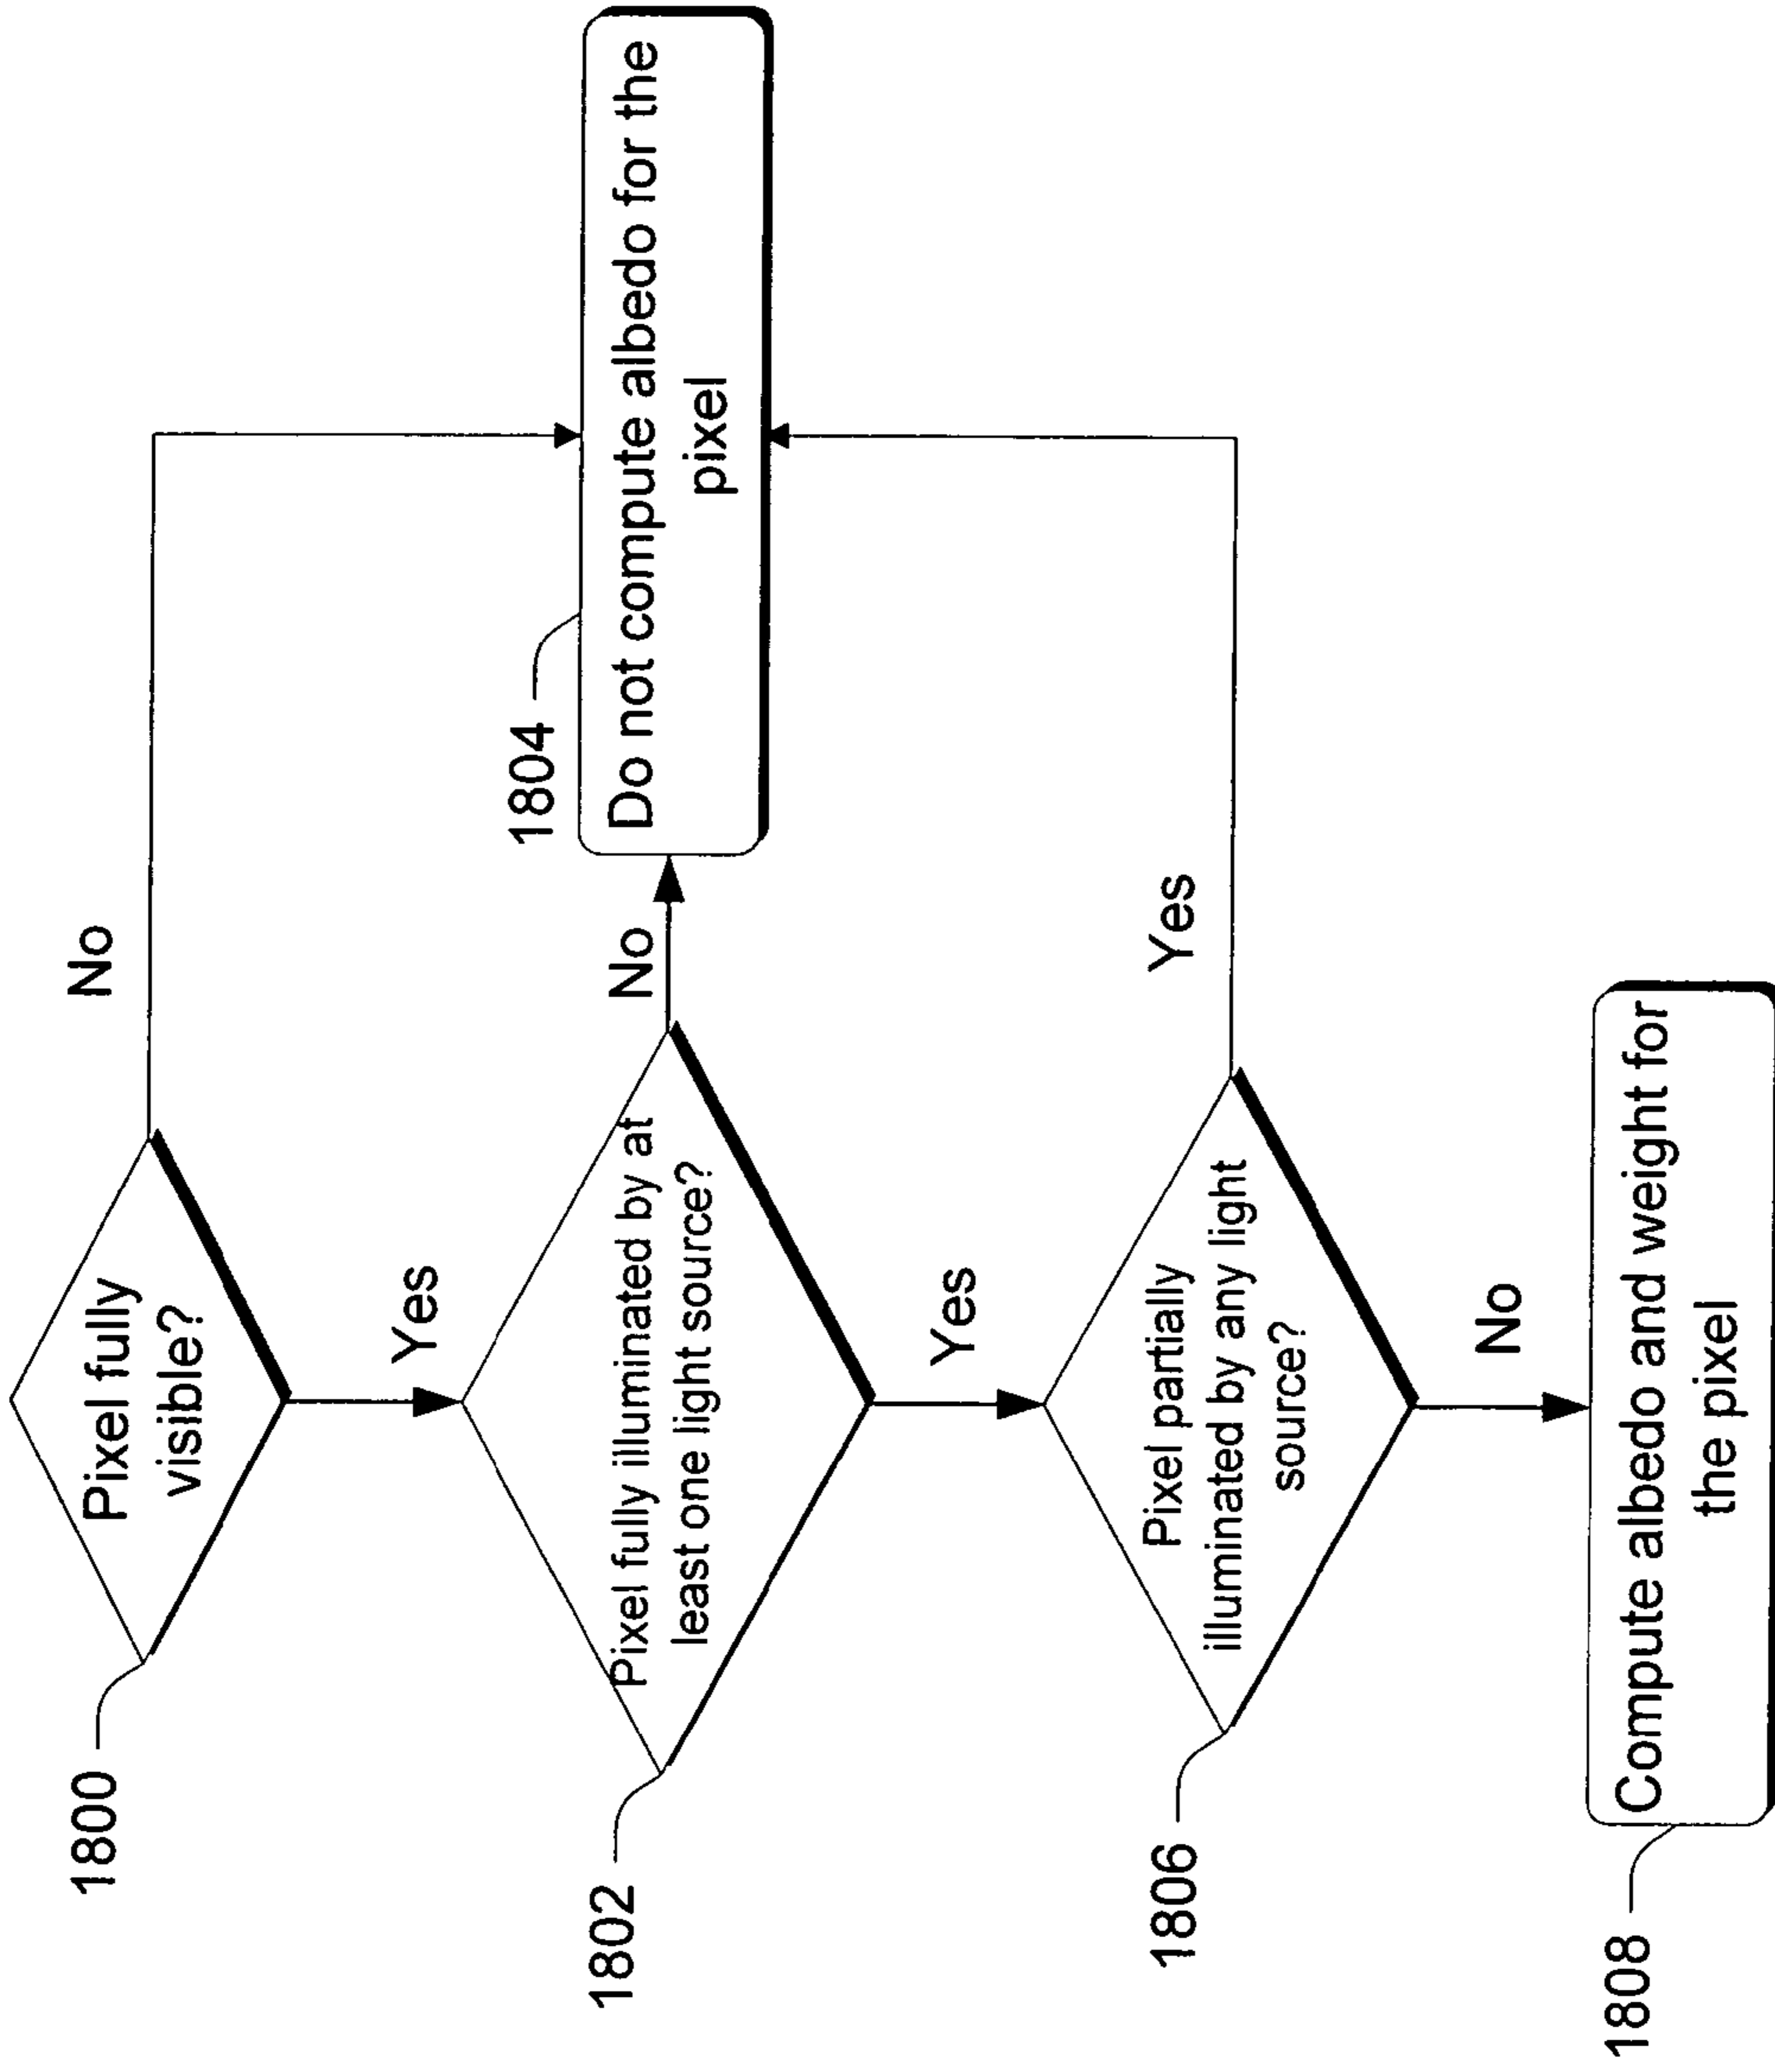 1800
Pixel fully
visible?
No
Yes
1802
Pixel fully iilluminated by at
least one light source?
No
1804
Do not compute albedo for the
pixel
Yes
1806
Pixel partially
illuminated by any light
source?
Yes
No
1808
Compute albedo and weight for
the pixel